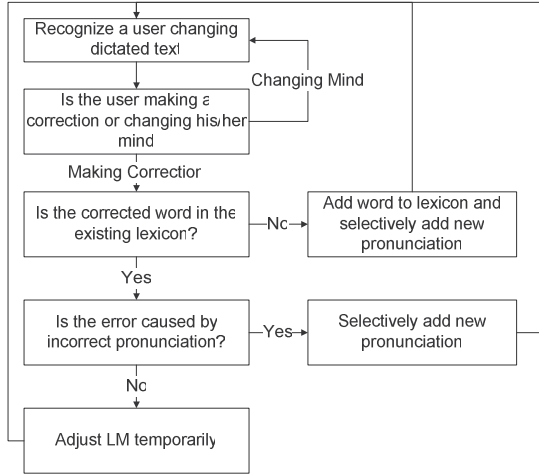 Recognize a user changing
dictated text
Changing Mind
Is the user making a
correction or changing his/her
mind
Making Correction
Is the corrected word in the
existing lexicon?
No
Add word to lexicon and
selectively add new
pronunciation
Yes
Is the error caused by
incorrect pronunciation?
Yes
Selectively add new
pronunciation
No
Adjust LM temporarily